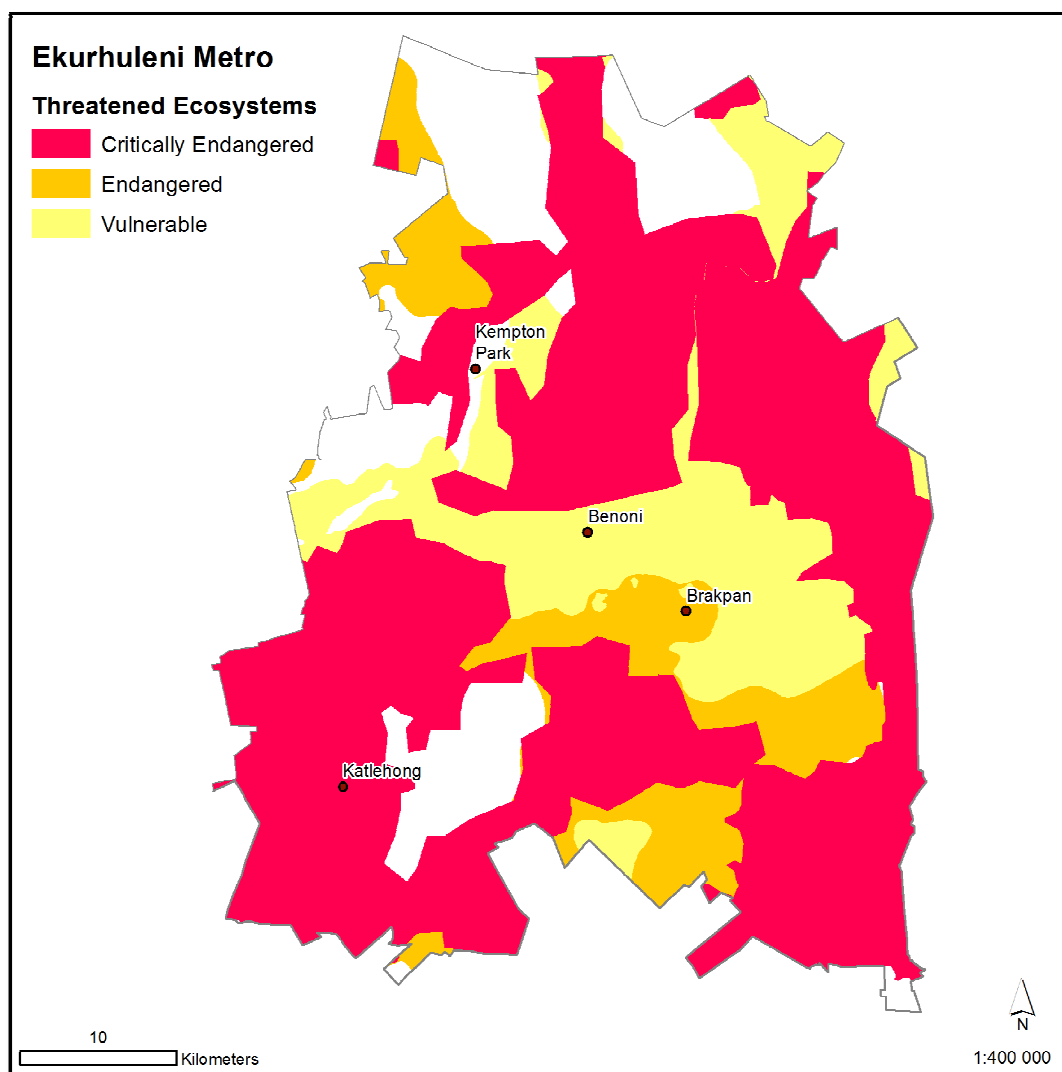 Ekurhuleni Metro
Threatened Ecosystems
Critically Endangered
Endangered
Vulnerable
Kempton
Park
Benoni
Brakpan
Katlehong
10
Kilometers
N
1:400 000